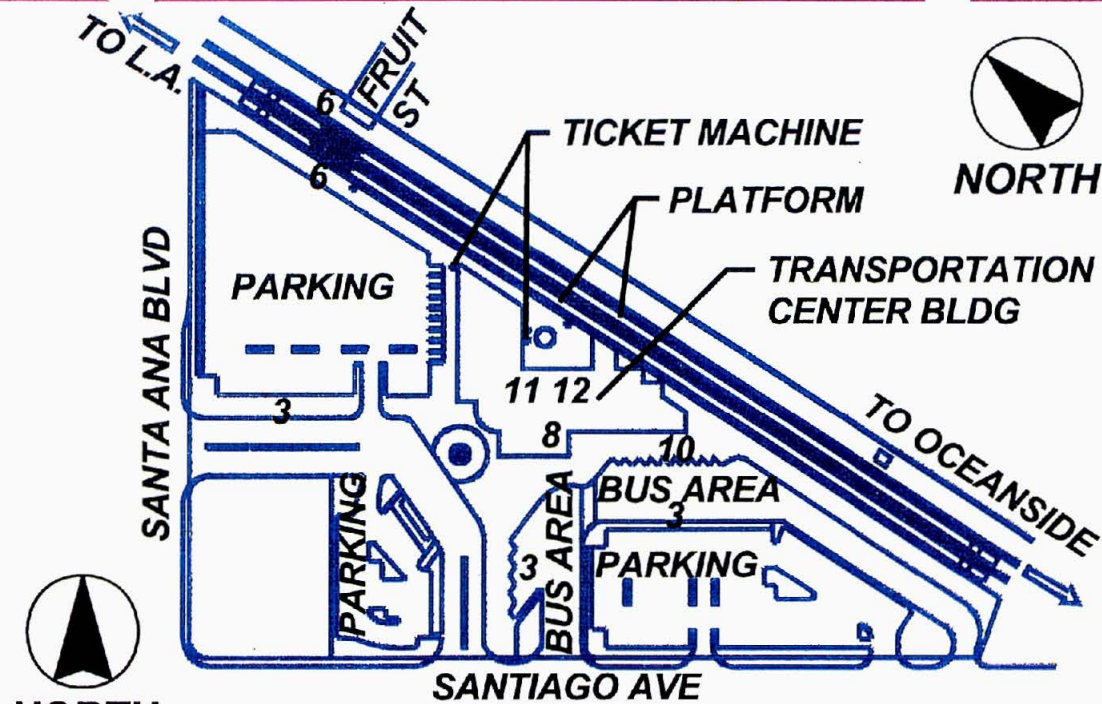 TO L.A.
FRUIT
ST
6
6
TICKET MACHINE
NORTH
PLATFORM
TRANSPORTATION
CENTER BLDG
SANTA ANA BLVD
PARKING
11 12
3
8
10
TO OCEANSIDE
BUS AREA
3
PARKING
PARKING
3
BUS AREA
SANTIAGO AVE
NORTH